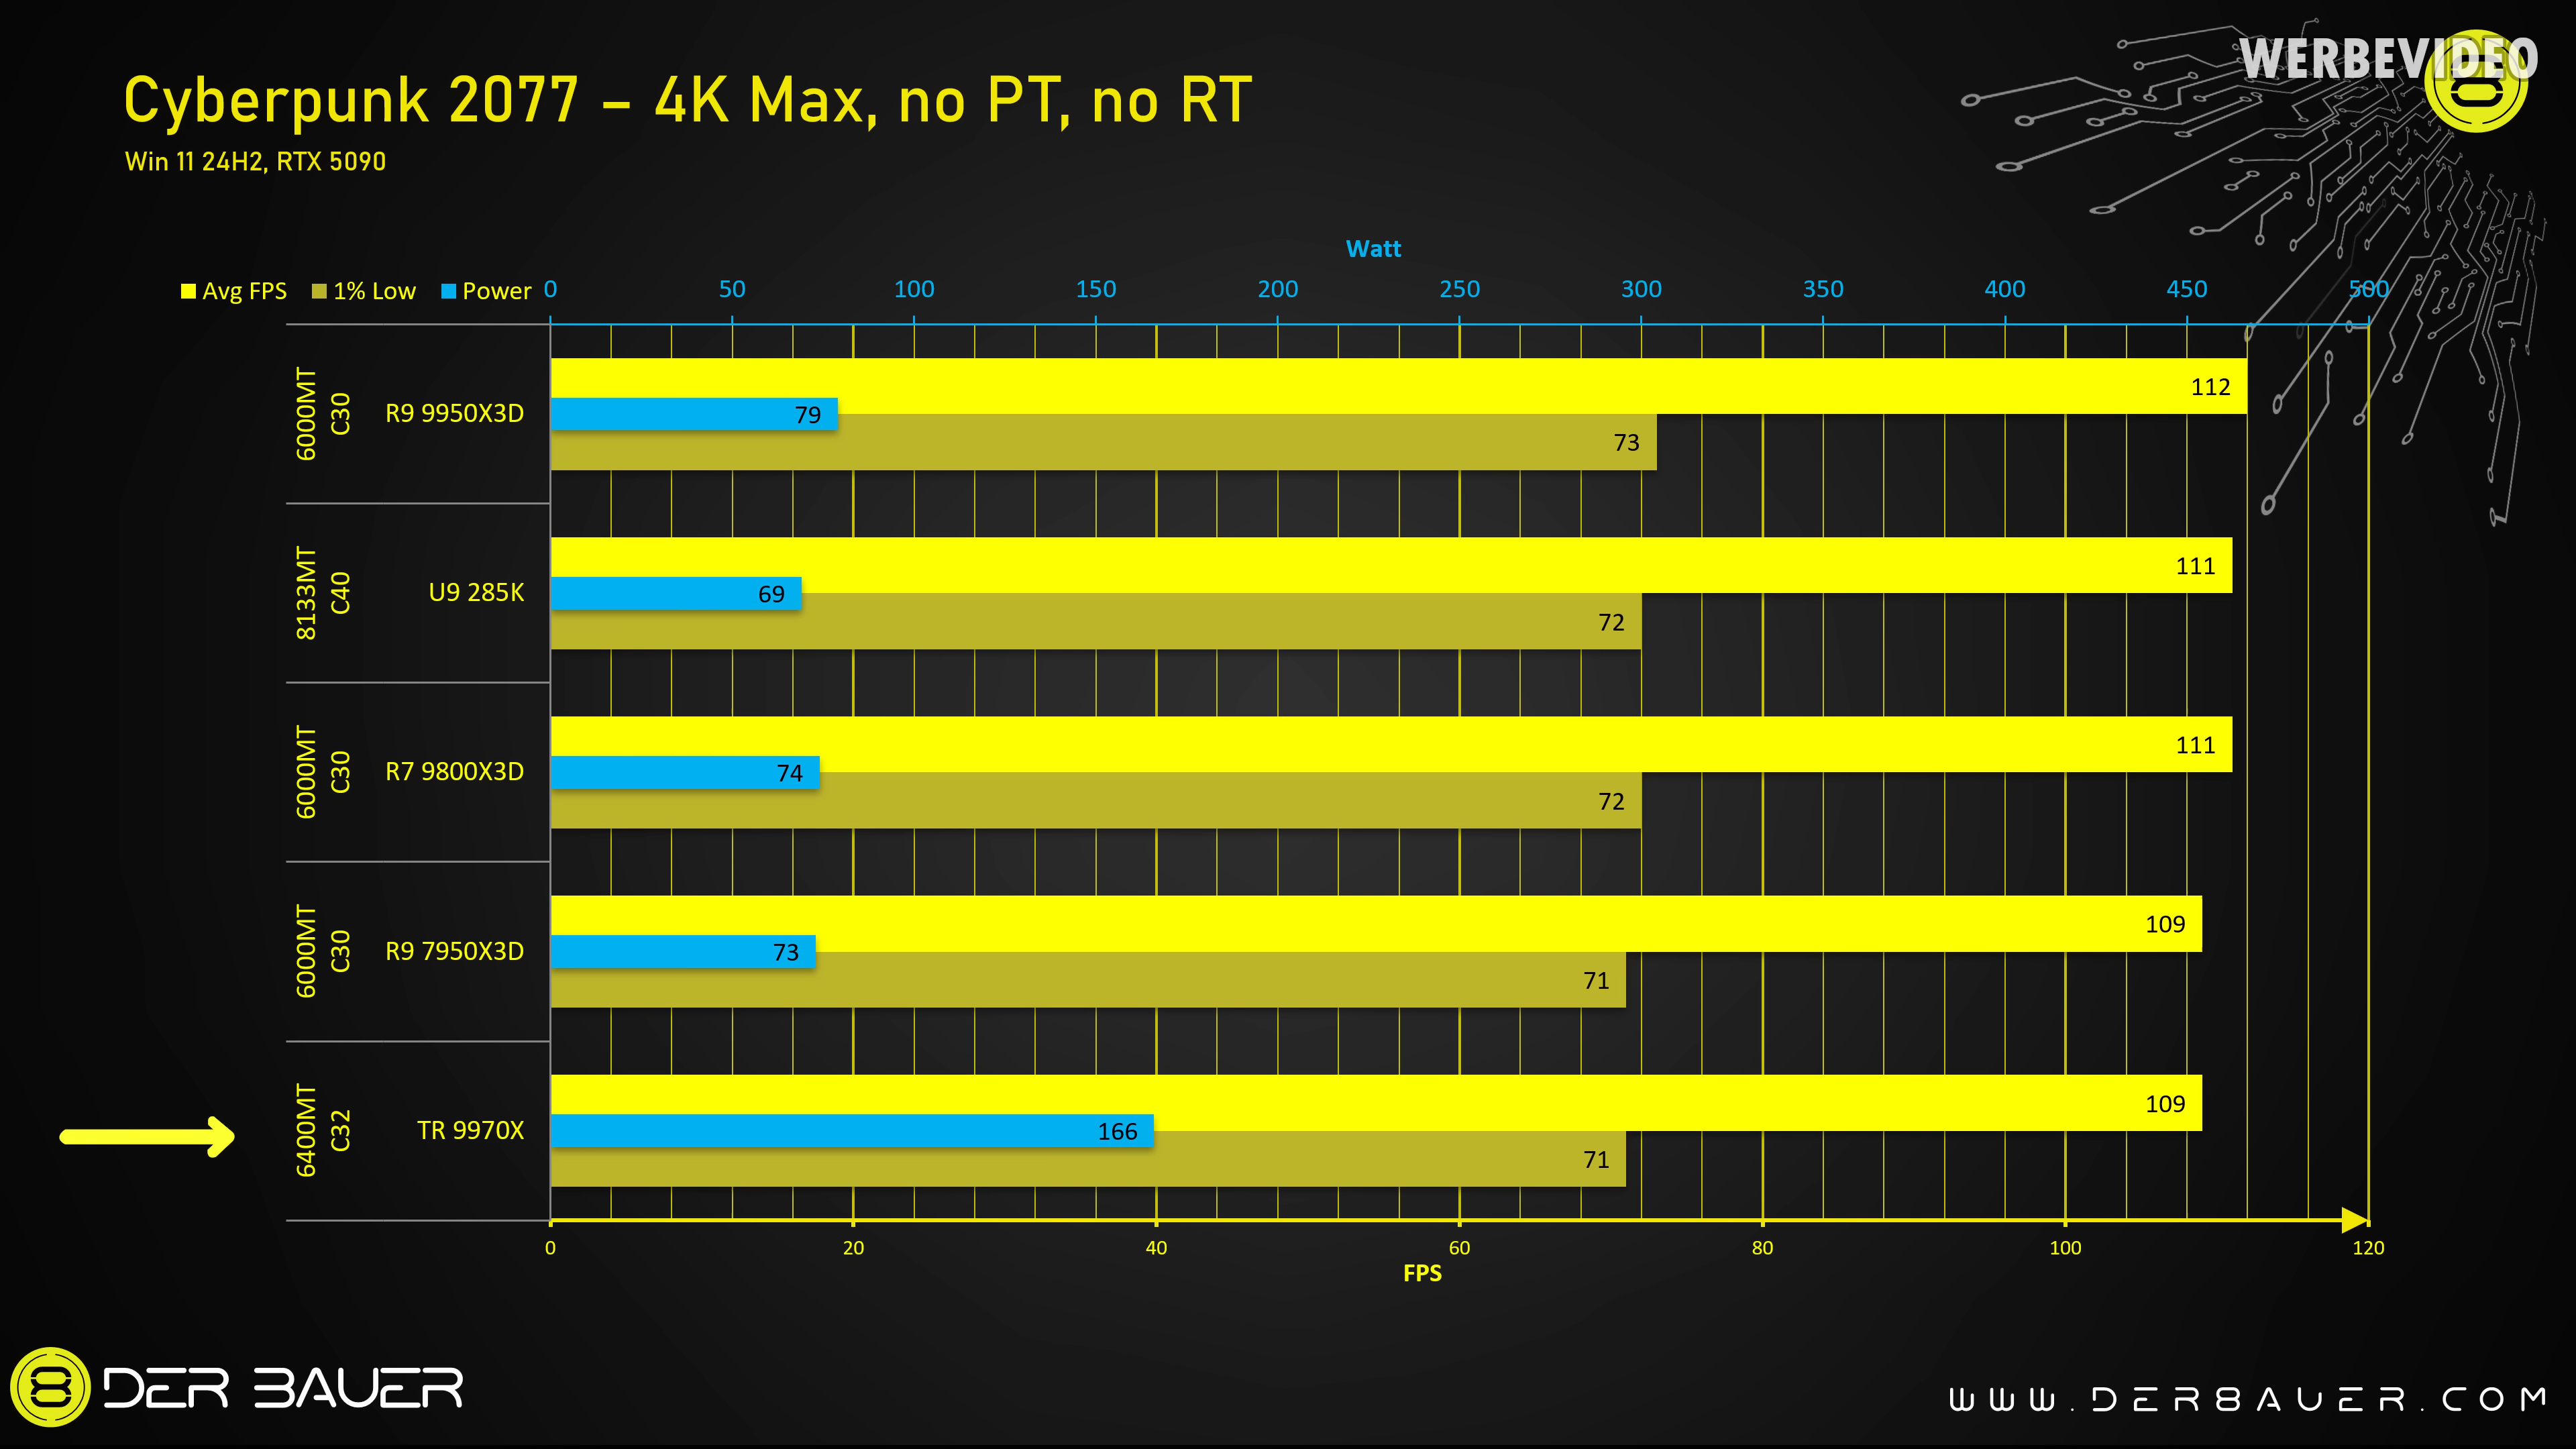 WERBEVIDEO
Cyberpunk 2077 – 4K Max, no PT, no RT
Win 11 24H2, RTX 5090
Watt
Avg FPS 1% Low Power
0 50 100 150 200 250 300 350 400 450 500
6000MT
C30
R9 9950X3D
112
79
73
8133MT
C40
U9 285K
111
69
72
6000MT
C30
R7 9800X3D
111
74
72
6000MT
C30
R9 7950X3D
109
73
71
6400MT
C32
TR 9970X
109
166
71
0 20 40 60 80 100 120
FPS
DER 8AUER
WWW.DER8AUER.COM